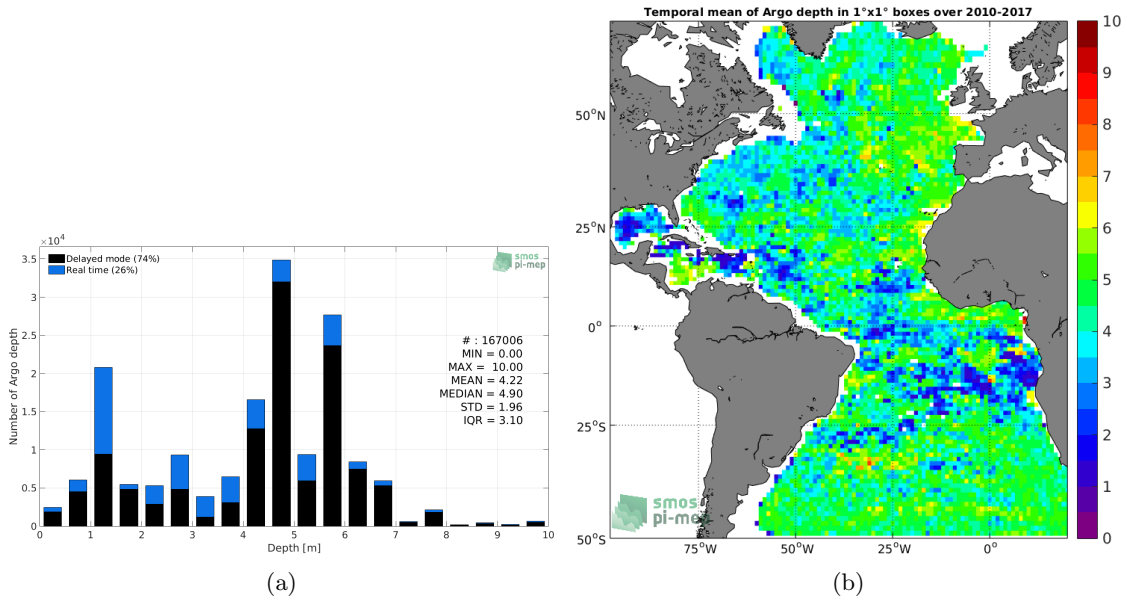 ×10⁴
3.5
3
2.5
2
1.5
1
0.5
0
Number of Argo depth
Delayed mode (74%)
Real time (26%)
smos
pi-mep
# : 167006
MIN = 0.00
MAX = 10.00
MEAN = 4.22
MEDIAN = 4.90
STD = 1.96
IQR = 3.10
0 1 2 3 4 5 6 7 8 9 10
Depth [m]
(a)
Temporal mean of Argo depth in 1°x1° boxes over 2010-2017
50°N
25°N
0°
25°S
50°S
75°W 50°W 25°W 0°
smos
pi-mep
10
9
8
7
6
5
4
3
2
1
0
(b)